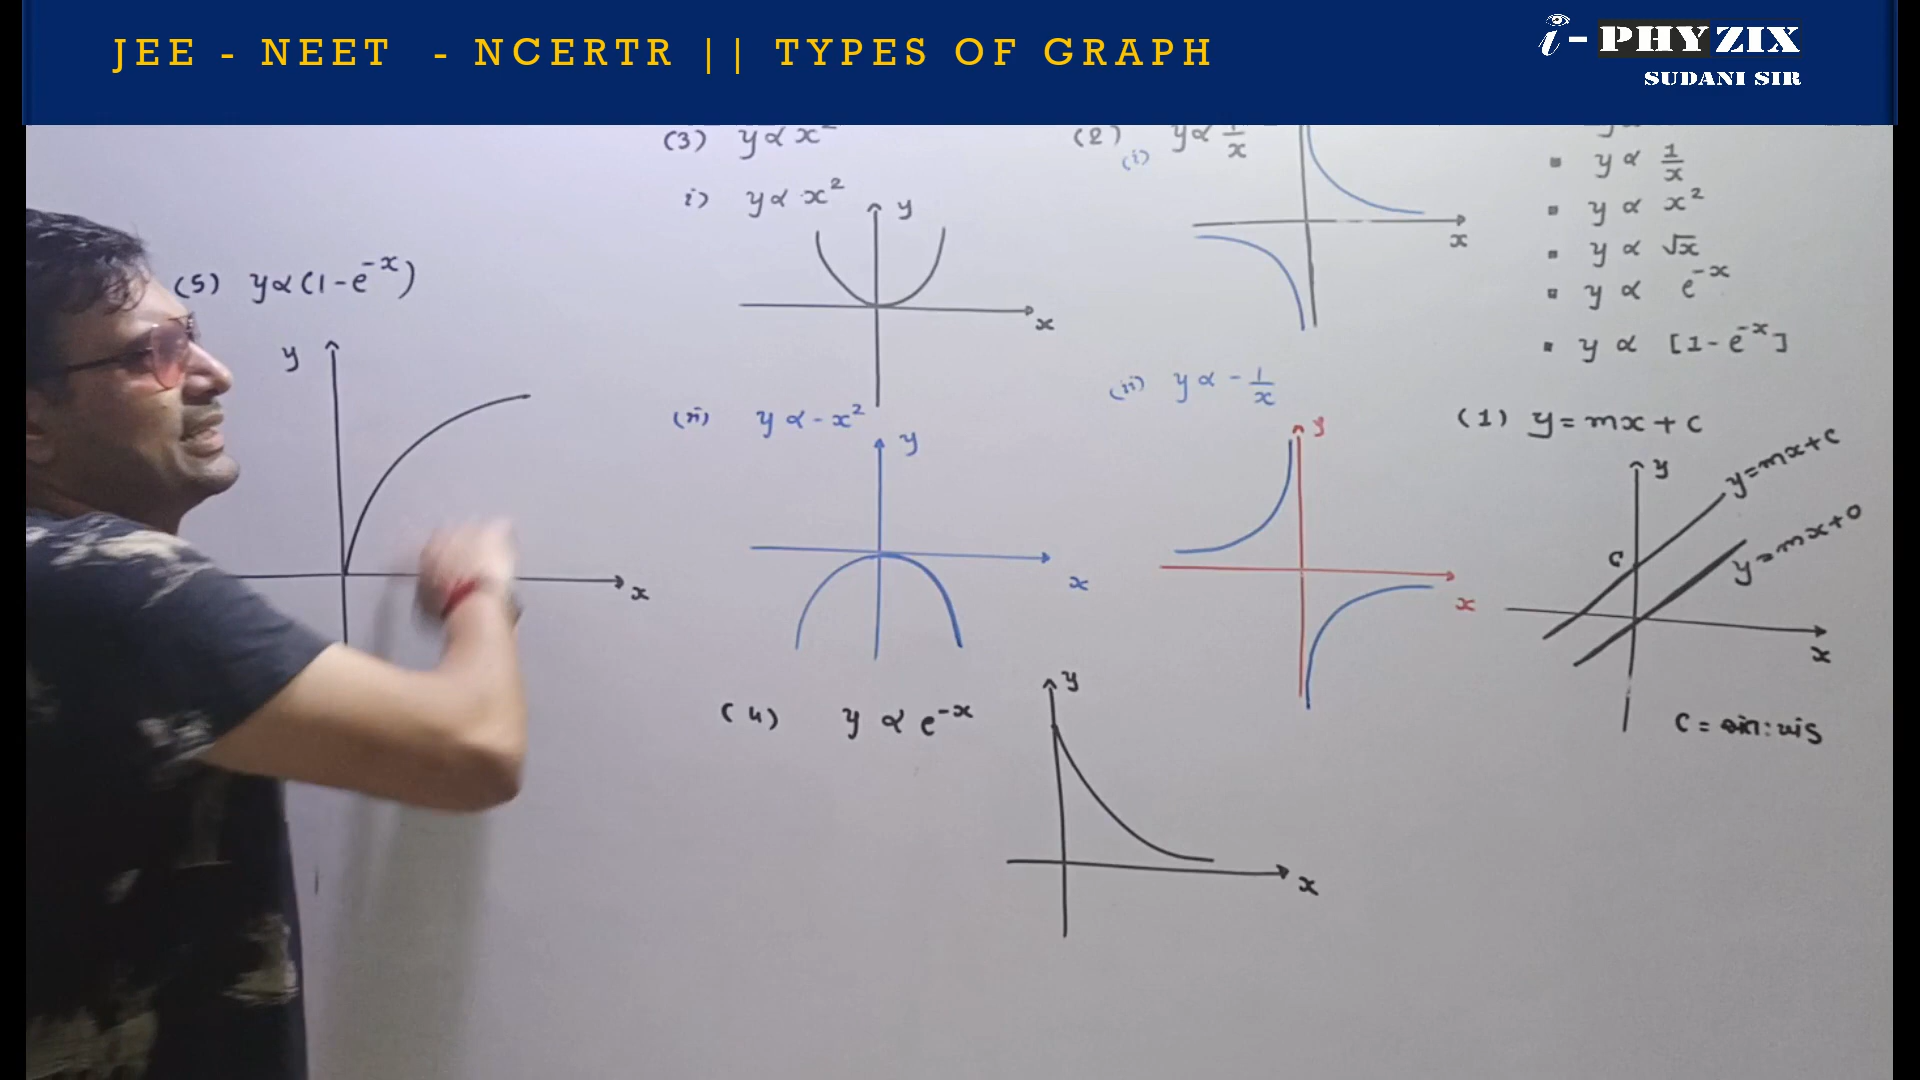 JEE - NEET - NCERTR || TYPES OF GRAPH
i-PHYZIX
SUDANI SIR
(5) y∝(1-e⁻ˣ)
y
x
(3) y∝x²
i) y∝x²
y
x
(ii) y∝-x²
y
x
(4) y∝e⁻ˣ
y
x
(2) y∝1/x
(i)
x
(ii) y∝-1/x
y
x
▪ y∝1/x
▪ y∝x²
▪ y∝√x
▪ y∝e⁻ˣ
▪ y∝[1-e⁻ˣ]
(1) y=mx+c
y
y=mx+c
y=mx+0
c
x
C =